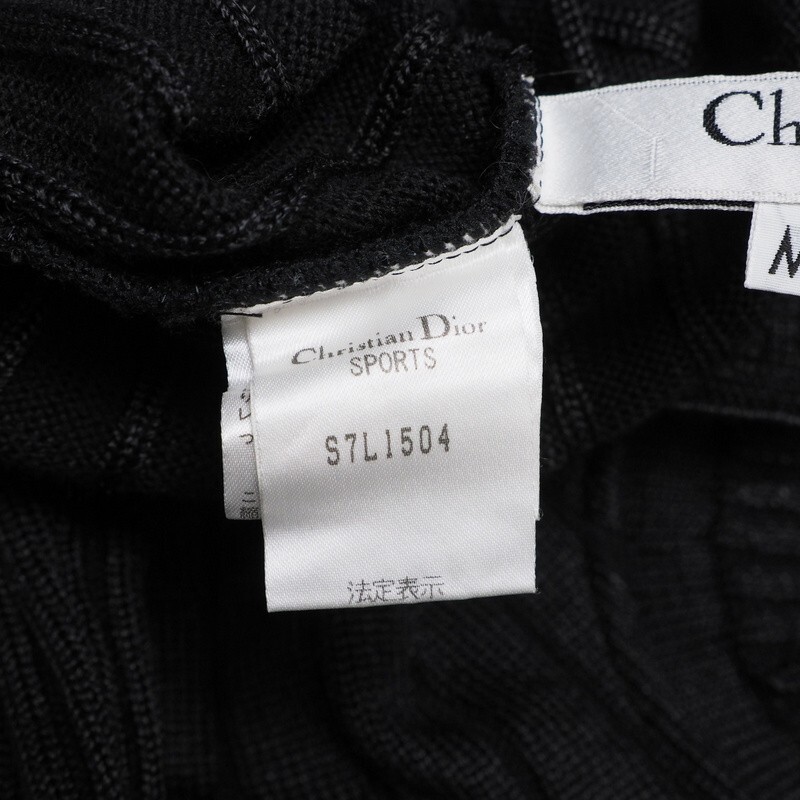 Ch
M
Christian Dior
SPORTS
S7L1504
法定表示